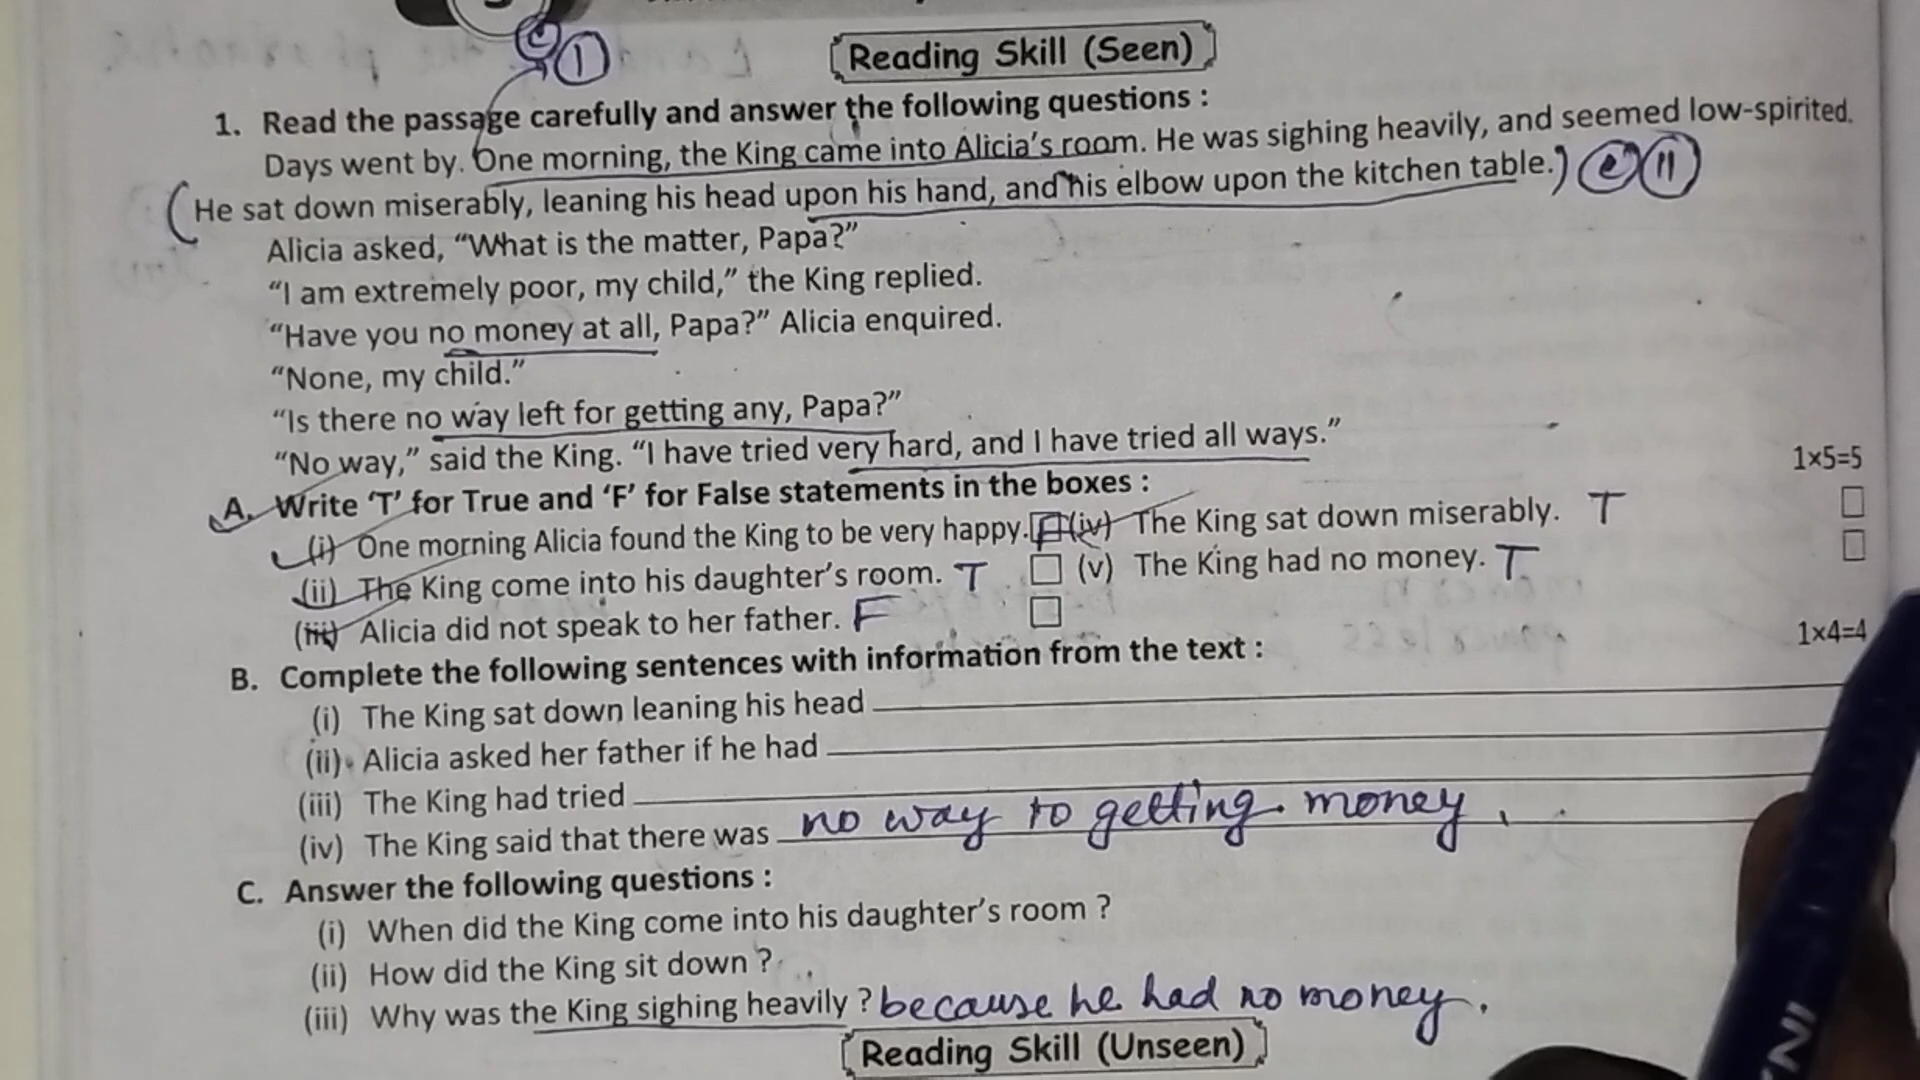 C 1
Reading Skill (Seen)
1. Read the passage carefully and answer the following questions :
Days went by. One morning, the King came into Alicia's room. He was sighing heavily, and seemed low-spirited.
(He sat down miserably, leaning his head upon his hand, and his elbow upon the kitchen table.) C 11
Alicia asked, “What is the matter, Papa?”
“I am extremely poor, my child,” the King replied.
“Have you no money at all, Papa?” Alicia enquired.
“None, my child.”
“Is there no way left for getting any, Papa?”
“No way,” said the King. “I have tried very hard, and I have tried all ways.”
A. Write ‘T’ for True and ‘F’ for False statements in the boxes : 1×5=5
(i) One morning Alicia found the King to be very happy. F (iv) The King sat down miserably. T
(ii) The King come into his daughter's room. T (v) The King had no money. T
(iii) Alicia did not speak to her father. F
B. Complete the following sentences with information from the text : 1×4=4
(i) The King sat down leaning his head
(ii) Alicia asked her father if he had
(iii) The King had tried
(iv) The King said that there was no way to getting money.
C. Answer the following questions :
(i) When did the King come into his daughter's room ?
(ii) How did the King sit down ?
(iii) Why was the King sighing heavily ? because he had no money.
Reading Skill (Unseen)